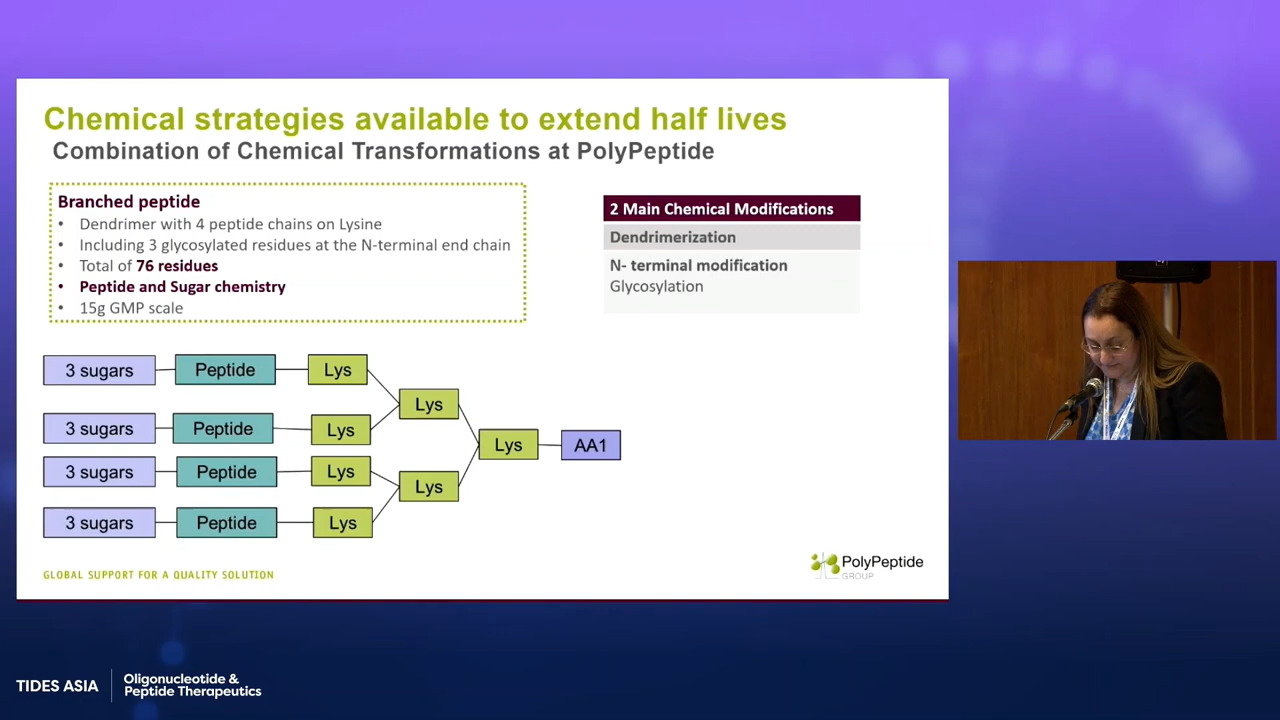 Chemical strategies available to extend half lives
Combination of Chemical Transformations at PolyPeptide
Branched peptide
• Dendrimer with 4 peptide chains on Lysine
• Including 3 glycosylated residues at the N-terminal end chain
• Total of 76 residues
• Peptide and Sugar chemistry
• 15g GMP scale
2 Main Chemical Modifications
Dendrimerization
N- terminal modification
Glycosylation
3 sugars Peptide Lys
Lys
3 sugars Peptide Lys
Lys AA1
3 sugars Peptide Lys
Lys
3 sugars Peptide Lys
GLOBAL SUPPORT FOR A QUALITY SOLUTION
PolyPeptide
GROUP
TIDES ASIA
Oligonucleotide &
Peptide Therapeutics